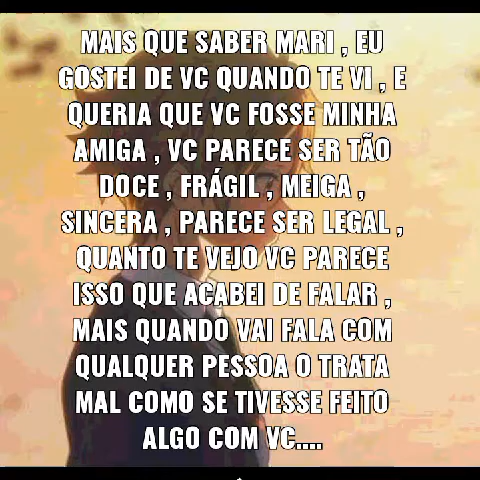 MAIS QUE SABER MARI , EU
GOSTEI DE VC QUANDO TE VI , E
QUERIA QUE VC FOSSE MINHA
AMIGA , VC PARECE SER TÃO
DOCE , FRÁGIL , MEIGA ,
SINCERA , PARECE SER LEGAL ,
QUANTO TE VEJO VC PARECE
ISSO QUE ACABEI DE FALAR ,
MAIS QUANDO VAI FALA COM
QUALQUER PESSOA O TRATA
MAL COMO SE TIVESSE FEITO
ALGO COM VC....